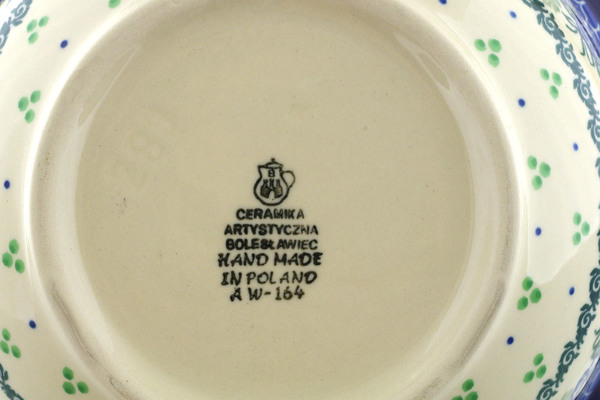 B
CERAMIKA
ARTYSTYCZNA
BOLESŁAWIEC
HAND MADE
IN POLAND
A W-164